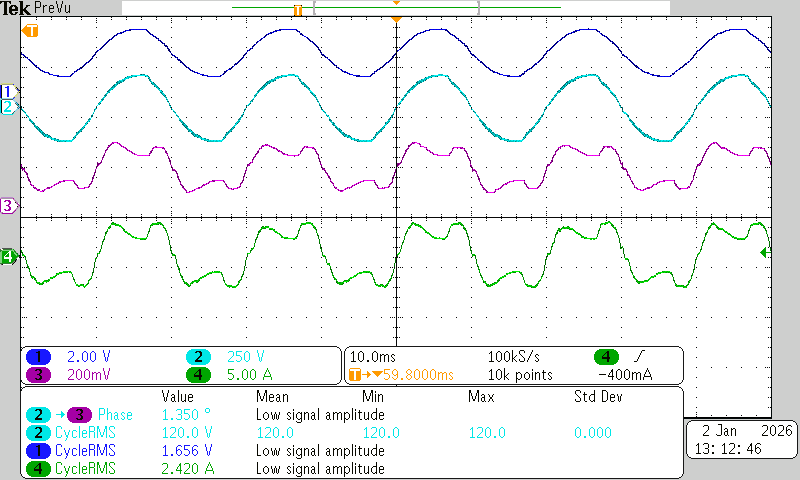 Tek PreVu
T
T
1
2
3
4
1 2.00 V 2 250 V
3 200mV 4 5.00 A
10.0ms 100kS/s 4
T→▼59.8000ms 10k points −400mA
Value Mean Min Max Std Dev
2 → 3 Phase 1.350 ° Low signal amplitude
2 CycleRMS 120.0 V 120.0 120.0 120.0 0.000
1 CycleRMS 1.656 V Low signal amplitude
4 CycleRMS 2.420 A Low signal amplitude
2 Jan 2026
13:12:46